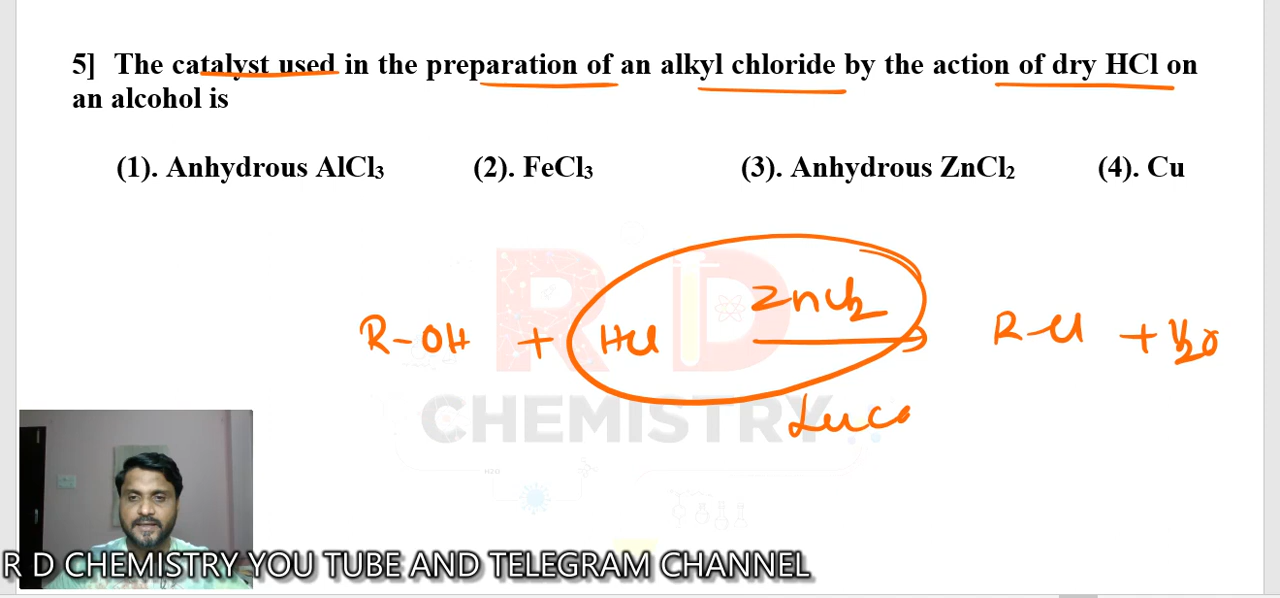 5] The catalyst used in the preparation of an alkyl chloride by the action of dry HCl on
an alcohol is
(1). Anhydrous AlCl₃ (2). FeCl₃ (3). Anhydrous ZnCl₂ (4). Cu
RD
ZnCl₂
R-OH + HCl → R-Cl + H₂O
CHEMISTRY
Luca
R D CHEMISTRY YOU TUBE AND TELEGRAM CHANNEL